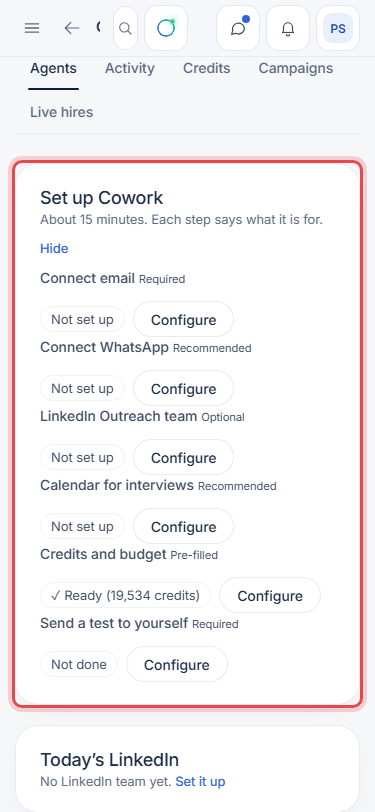 PS
Agents Activity Credits Campaigns
Live hires
Set up Cowork
About 15 minutes. Each step says what it is for.
Hide
Connect email Required
Not set up Configure
Connect WhatsApp Recommended
Not set up Configure
LinkedIn Outreach team Optional
Not set up Configure
Calendar for interviews Recommended
Not set up Configure
Credits and budget Pre-filled
✓ Ready (19,534 credits) Configure
Send a test to yourself Required
Not done Configure
Today’s LinkedIn
No LinkedIn team yet. Set it up